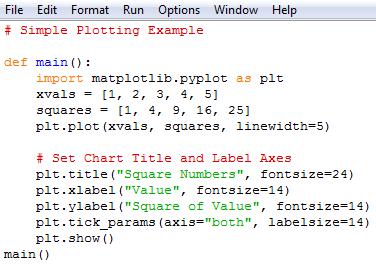 File Edit Format Run Options Window Help
# Simple Plotting Example
def main():
    import matplotlib.pyplot as plt
    xvals = [1, 2, 3, 4, 5]
    squares = [1, 4, 9, 16, 25]
    plt.plot(xvals, squares, linewidth=5)
    # Set Chart Title and Label Axes
    plt.title("Square Numbers", fontsize=24)
    plt.xlabel("Value", fontsize=14)
    plt.ylabel("Square of Value", fontsize=14)
    plt.tick_params(axis="both", labelsize=14)
    plt.show()
main()